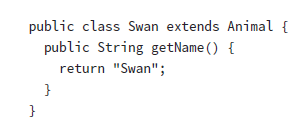 public class Swan extends Animal {
  public String getName() {
    return "Swan";
  }
}